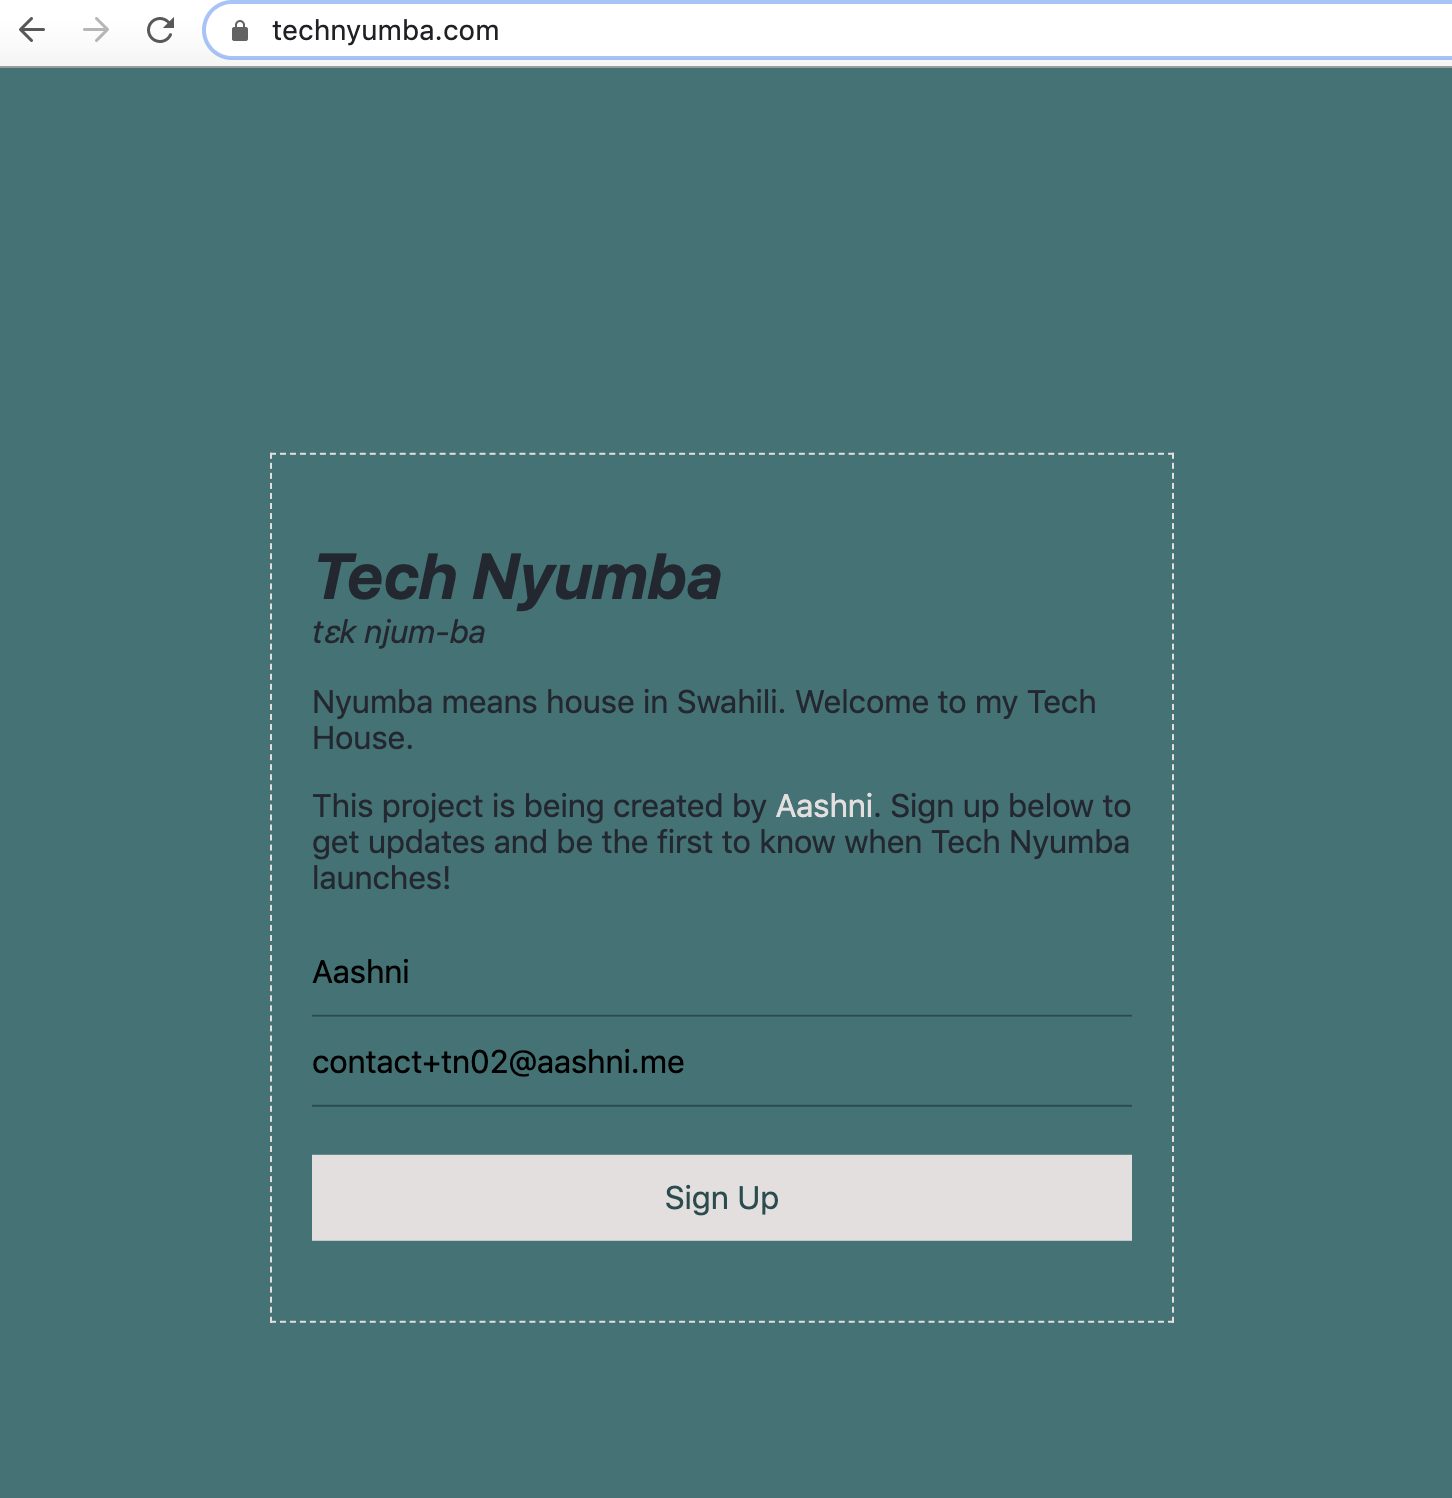 technyumba.com
Tech Nyumba
tɛk njum-ba
Nyumba means house in Swahili. Welcome to my Tech
House.
This project is being created by Aashni. Sign up below to
get updates and be the first to know when Tech Nyumba
launches!
Aashni
contact+tn02@aashni.me
Sign Up